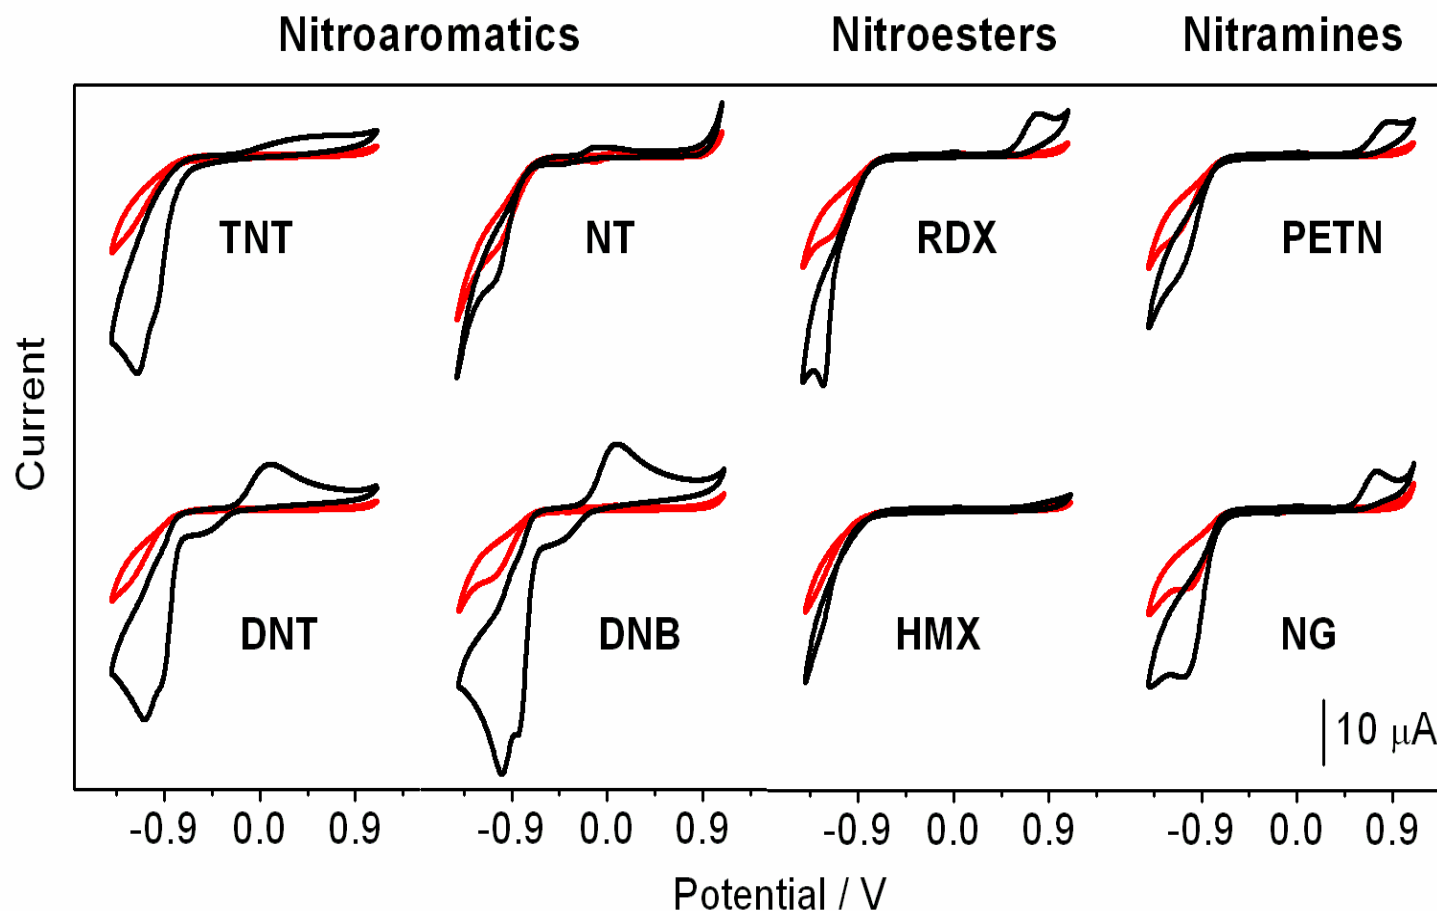 Nitroaromatics Nitroesters Nitramines
TNT NT RDX PETN
Current
DNT DNB HMX NG
10 μA
-0.9 0.0 0.9 -0.9 0.0 0.9 -0.9 0.0 0.9 -0.9 0.0 0.9
Potential / V